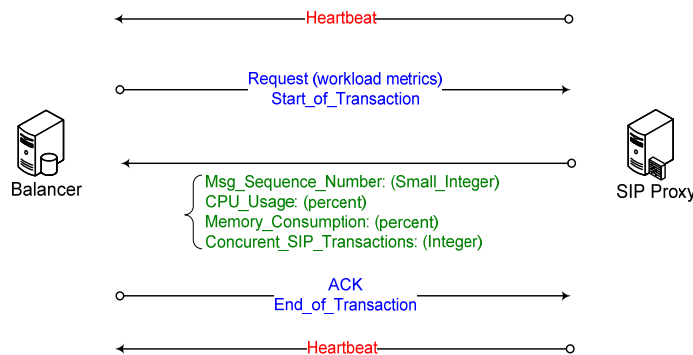 Heartbeat
Request (workload metrics)
Start_of_Transaction
Balancer
SIP Proxy
Msg_Sequence_Number: (Small_Integer)
CPU_Usage: (percent)
Memory_Consumption: (percent)
Concurent_SIP_Transactions: (Integer)
ACK
End_of_Transaction
Heartbeat